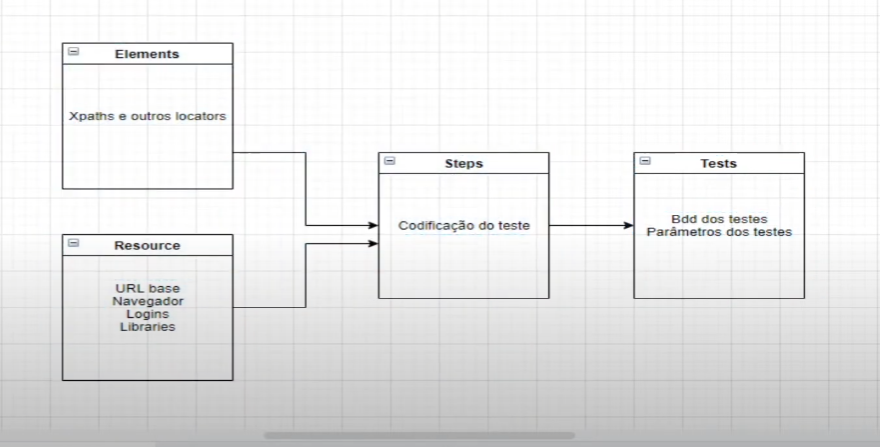 Elements
Xpaths e outros locators
Resource
URL base
Navegador
Logins
Libraries
Steps
Codificação do teste
Tests
Bdd dos testes
Parâmetros dos testes